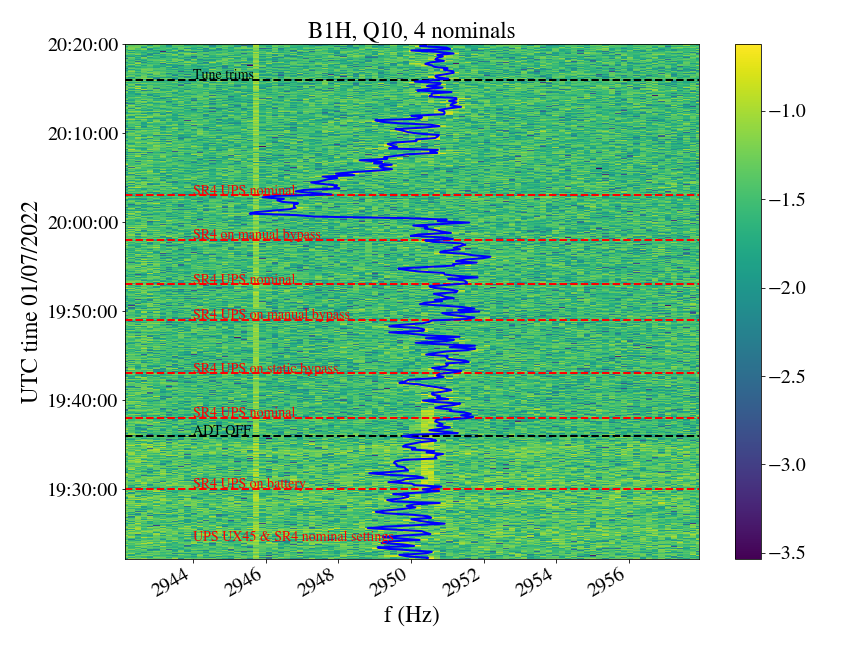 B1H, Q10, 4 nominals
20:20:00
Tune trims
20:10:00
SR4 UPS nominal
20:00:00
SR4 on manual bypass
SR4 UPS nominal
19:50:00
SR4 UPS on manual bypass
SR4 UPS on static bypass
19:40:00
SR4 UPS nominal
ADT OFF
19:30:00
SR4 UPS on battery
UPS UX45 & SR4 nominal settings
UTC time 01/07/2022
2944 2946 2948 2950 2952 2954 2956
f (Hz)
−1.0
−1.5
−2.0
−2.5
−3.0
−3.5